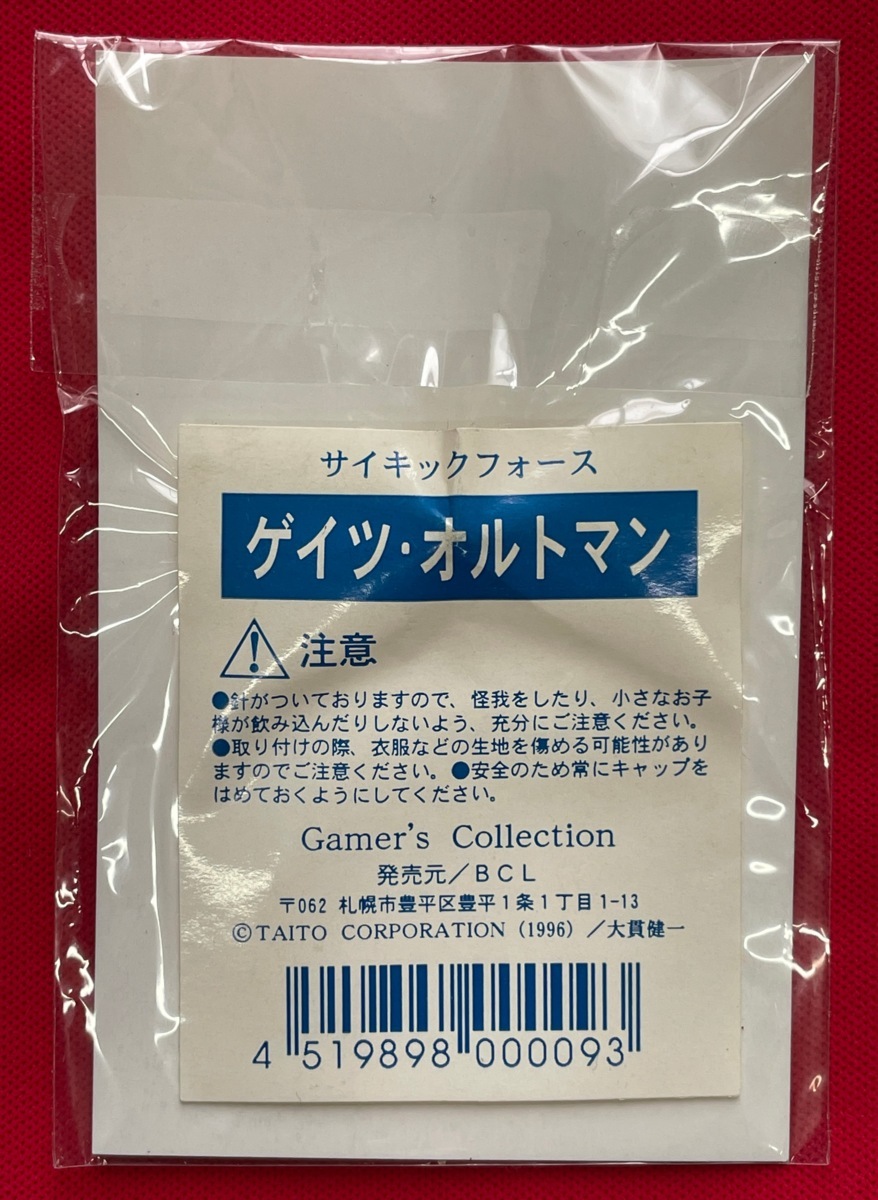 サイキックフォース
ゲイツ・オルトマン
注意
●針がついておりますので、怪我をしたり、小さなお子
様が飲み込んだりしないよう、充分にご注意ください。
●取り付けの際、衣服などの生地を傷める可能性があり
ますのでご注意ください。●安全のため常にキャップを
はめておくようにしてください。
Gamer's Collection
発売元／BCL
〒062 札幌市豊平区豊平1条1丁目1-13
©TAITO CORPORATION (1996) ／大貫健一
4 519898 000093